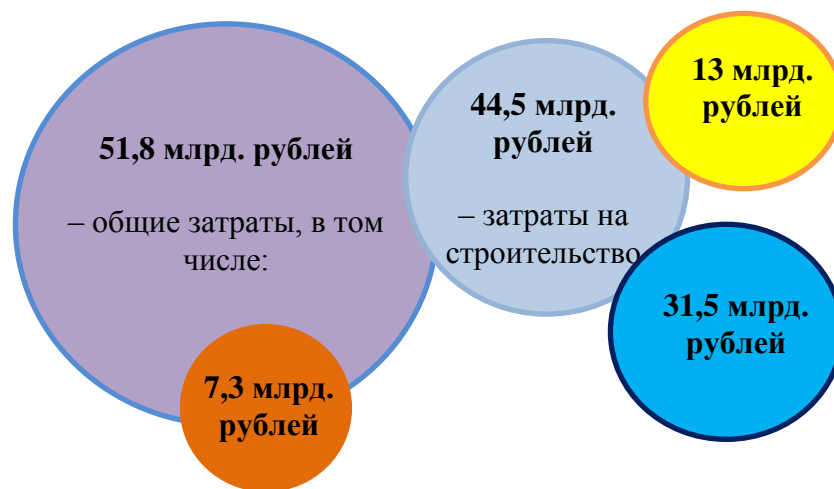 51,8 млрд. рублей
– общие затраты, в том
числе:
7,3 млрд.
рублей
44,5 млрд.
рублей
– затраты на
строительство
13 млрд.
рублей
31,5 млрд.
рублей